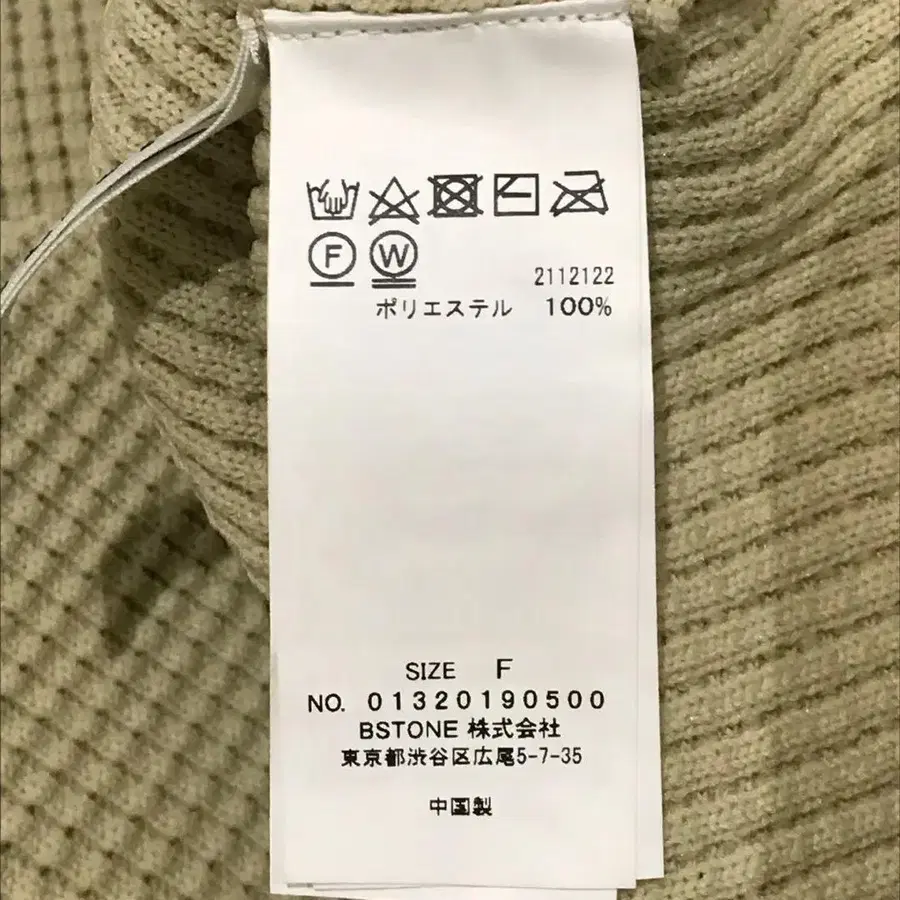 F W
2112122
ポリエステル 100%
SIZE F
NO. 01320190500
BSTONE 株式会社
東京都渋谷区広尾5-7-35
中国製